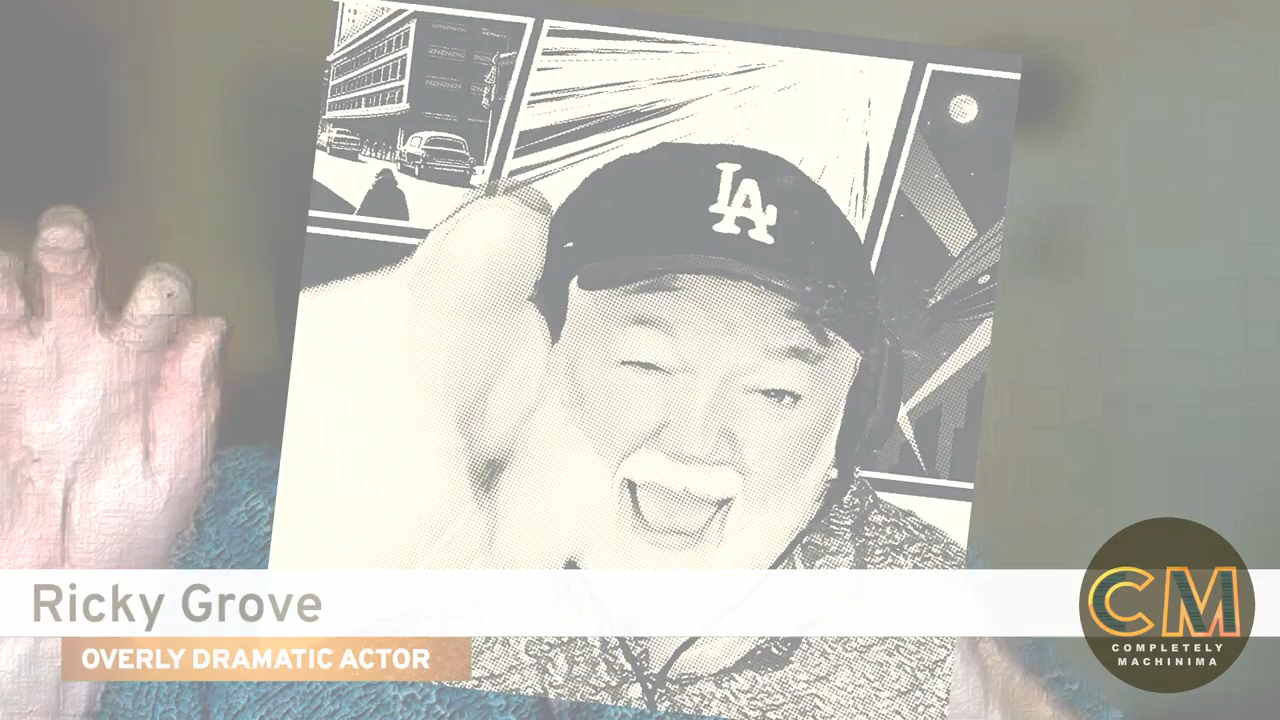 LA
Ricky Grove
OVERLY DRAMATIC ACTOR
CM
COMPLETELY
MACHINIMA